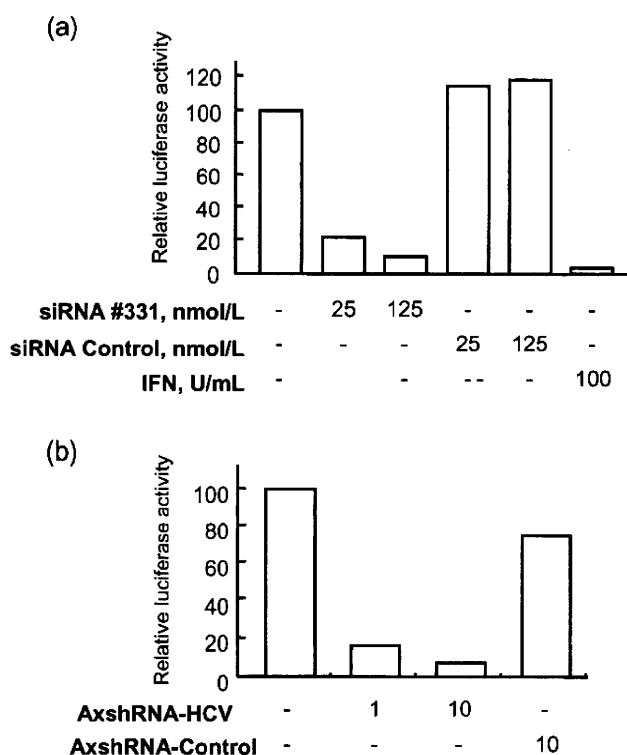 (a)
Relative luciferase activity
120
100
80
60
40
20
0
siRNA #331, nmol/L - 25 125 - - -
siRNA Control, nmol/L - - - 25 125 -
IFN, U/mL - - -- - 100
(b)
Relative luciferase activity
100
80
60
40
20
0
AxshRNA-HCV - 1 10 -
AxshRNA-Control - - - 10